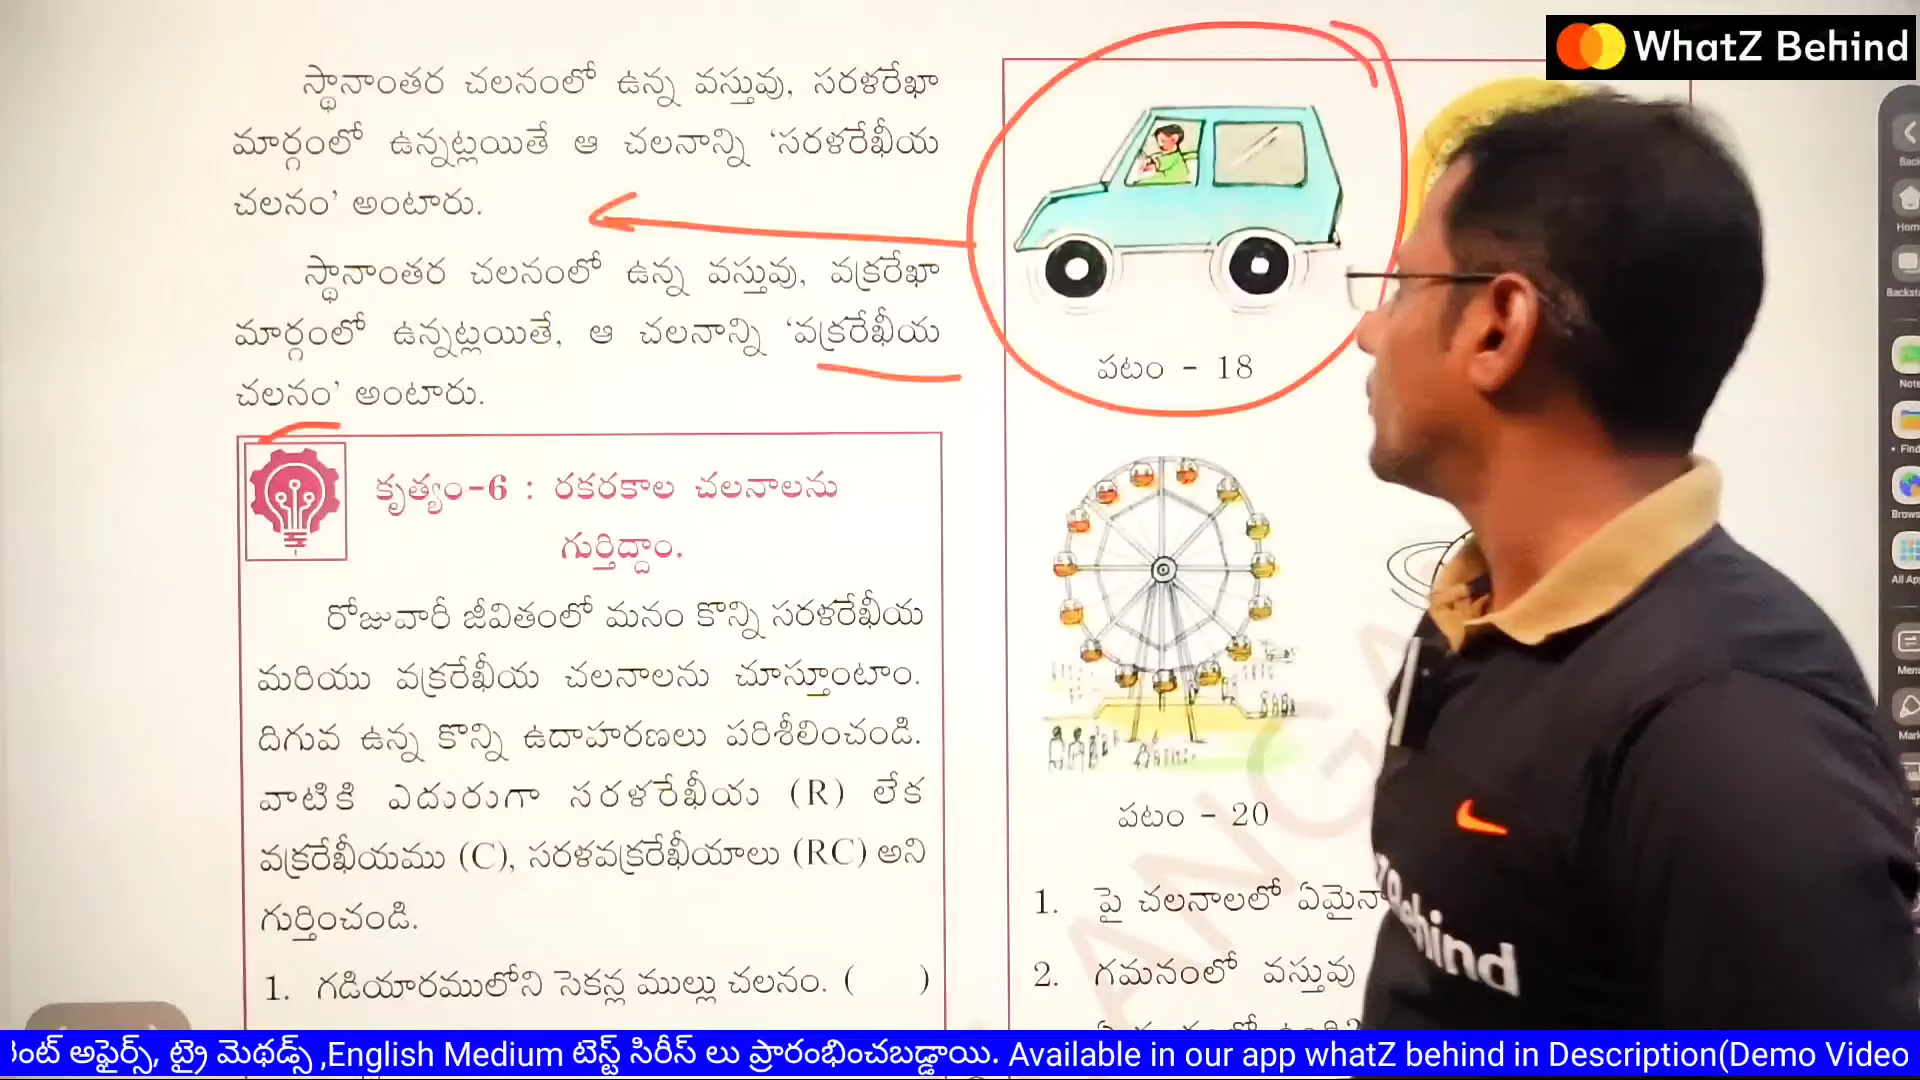 WhatZ Behind
స్థానాంతర చలనంలో ఉన్న వస్తువు, సరళరేఖా
మార్గంలో ఉన్నట్లయితే ఆ చలనాన్ని ‘సరళరేఖీయ
చలనం’ అంటారు.
స్థానాంతర చలనంలో ఉన్న వస్తువు, వక్రరేఖా
మార్గంలో ఉన్నట్లయితే, ఆ చలనాన్ని ‘వక్రరేఖీయ
చలనం’ అంటారు.
కృత్యం-6 : రకరకాల చలనాలను
గుర్తిద్దాం.
రోజువారీ జీవితంలో మనం కొన్ని సరళరేఖీయ
మరియు వక్రరేఖీయ చలనాలను చూస్తూంటాం.
దిగువ ఉన్న కొన్ని ఉదాహరణలు పరిశీలించండి.
వాటికి ఎదురుగా సరళరేఖీయ (R) లేక
వక్రరేఖీయము (C), సరళవక్రరేఖీయాలు (RC) అని
గుర్తించండి.
1. గడియారములోని సెకన్ల ముల్లు చలనం. ( )
పటం - 18
పటం - 20
1. పై చలనాలలో ఏమైనా
2. గమనంలో వస్తువు
Home
All
Behind
అఫైర్స్, ట్రై మెథడ్స్ ,English Medium టెస్ట్ సిరీస్ లు ప్రారంభించబడ్డాయి. Available in our app whatZ behind in Description(Demo Video